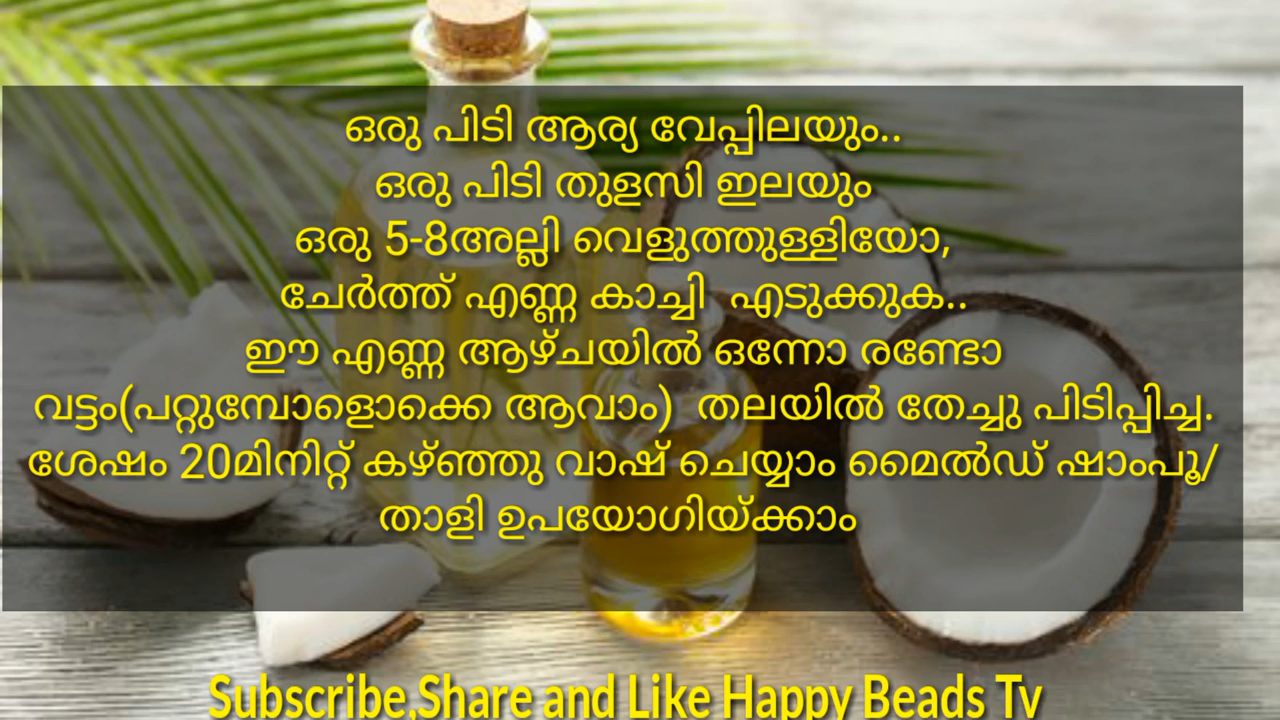 ഒരു പിടി ആര്യ വേപ്പിലയും..
ഒരു പിടി തുളസി ഇലയും
ഒരു 5-8അല്ലി വെളുത്തുള്ളിയോ,
ചേർത്ത് എണ്ണ കാച്ചി എടുക്കുക..
ഈ എണ്ണ ആഴ്ചയിൽ ഒന്നോ രണ്ടോ
വട്ടം(പറ്റുമ്പോളൊക്കെ ആവാം) തലയിൽ തേച്ചു പിടിപ്പിച്ച.
ശേഷം 20മിനിറ്റ് കഴ്ഞ്ഞു വാഷ് ചെയ്യാം മൈൽഡ് ഷാംപൂ/
താളി ഉപയോഗിയ്ക്കാം
Subscribe,Share and Like Happy Beads Tv